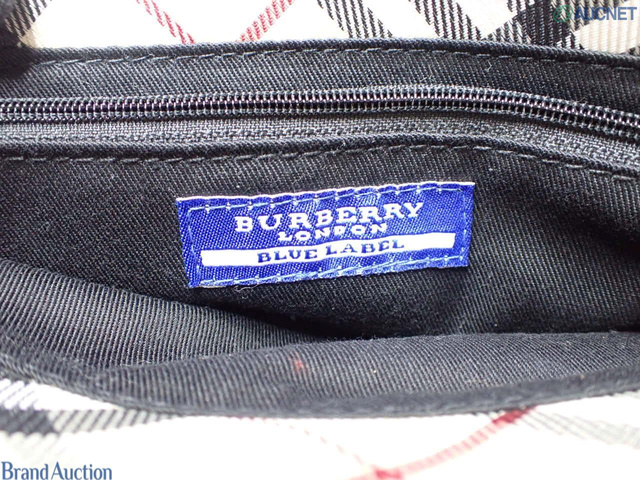 AUCNET
BURBERRY
LONDON
BLUE LABEL
Brand Auction